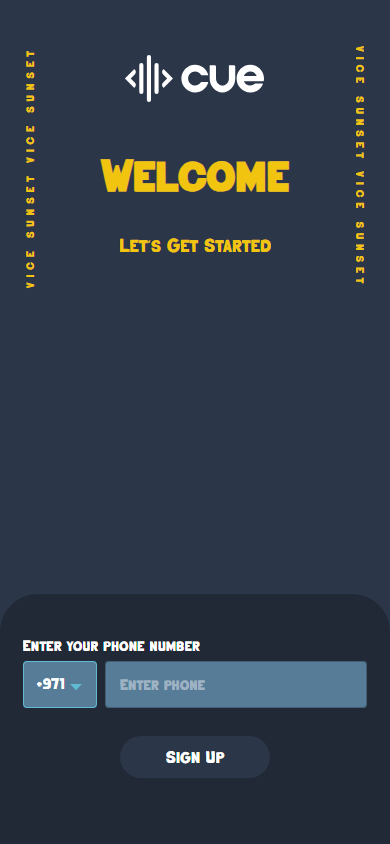 cue
VICE SUNSET VICE SUNSET
VICE SUNSET VICE SUNSET
WELCOME
LET'S GET STARTED
ENTER YOUR PHONE NUMBER
+971
ENTER PHONE
SIGN UP